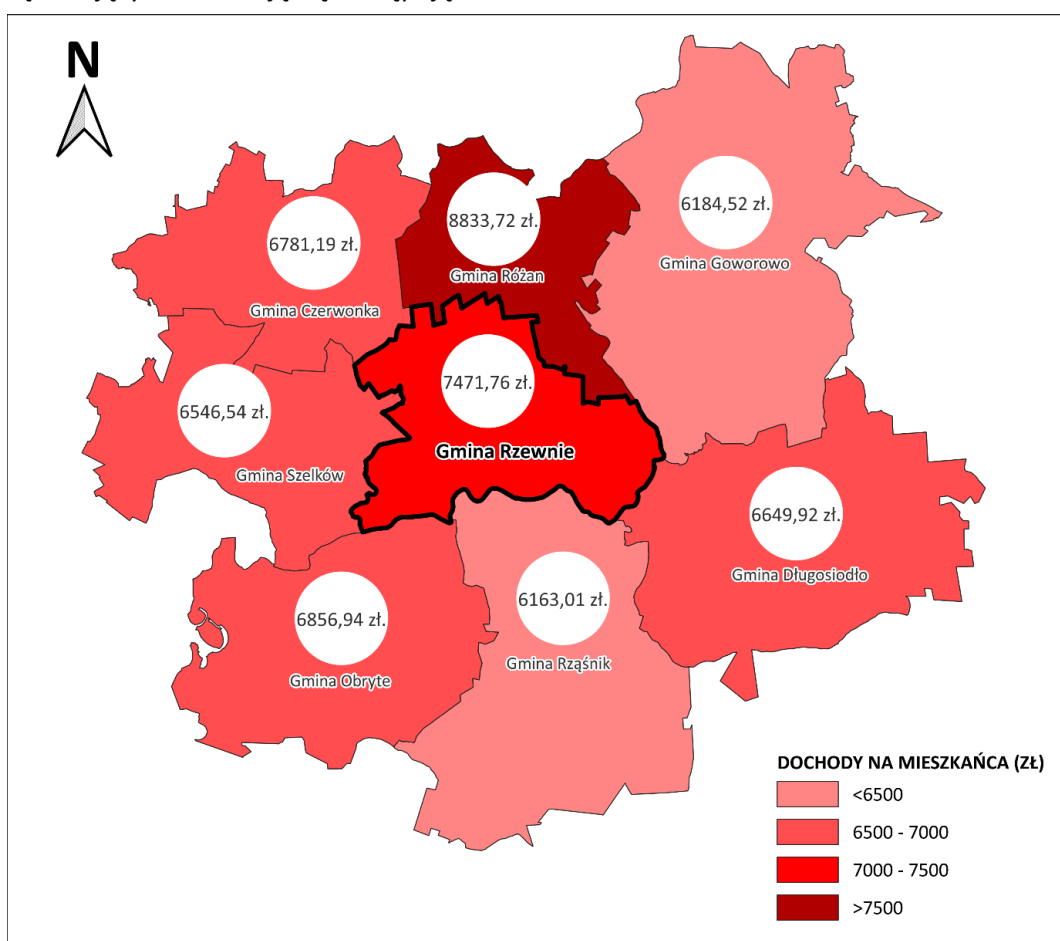 N
6184,52 zł.
Gmina Goworowo
8833,72 zł.
Gmina Różan
6781,19 zł.
Gmina Czerwonka
7471,76 zł.
Gmina Rzewnie
6546,54 zł.
Gmina Szelków
6649,92 zł.
Gmina Długosiodło
6163,01 zł.
Gmina Rząśnik
6856,94 zł.
Gmina Obryte
DOCHODY NA MIESZKAŃCA (ZŁ)
<6500
6500 - 7000
7000 - 7500
>7500